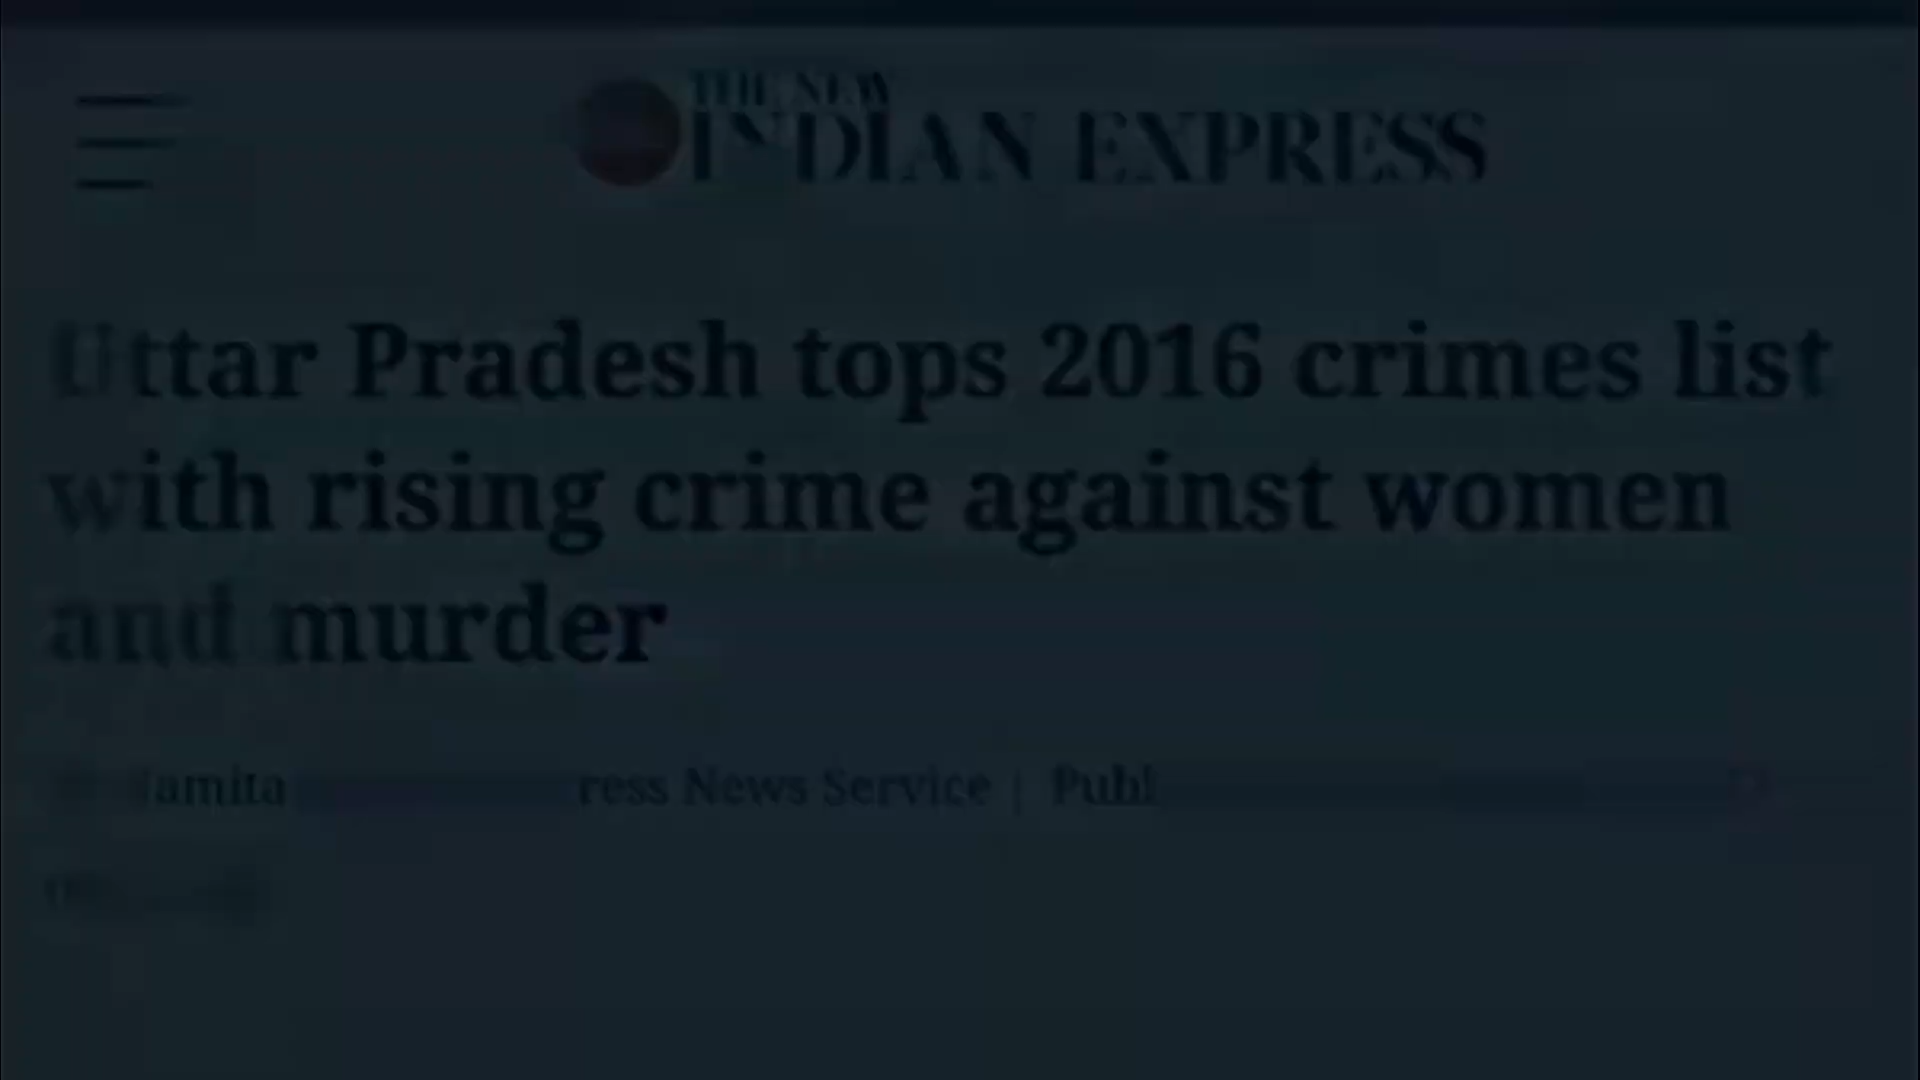 THE NEW
INDIAN EXPRESS
Uttar Pradesh tops 2016 crimes list
with rising crime against women
and murder
ress News Service |